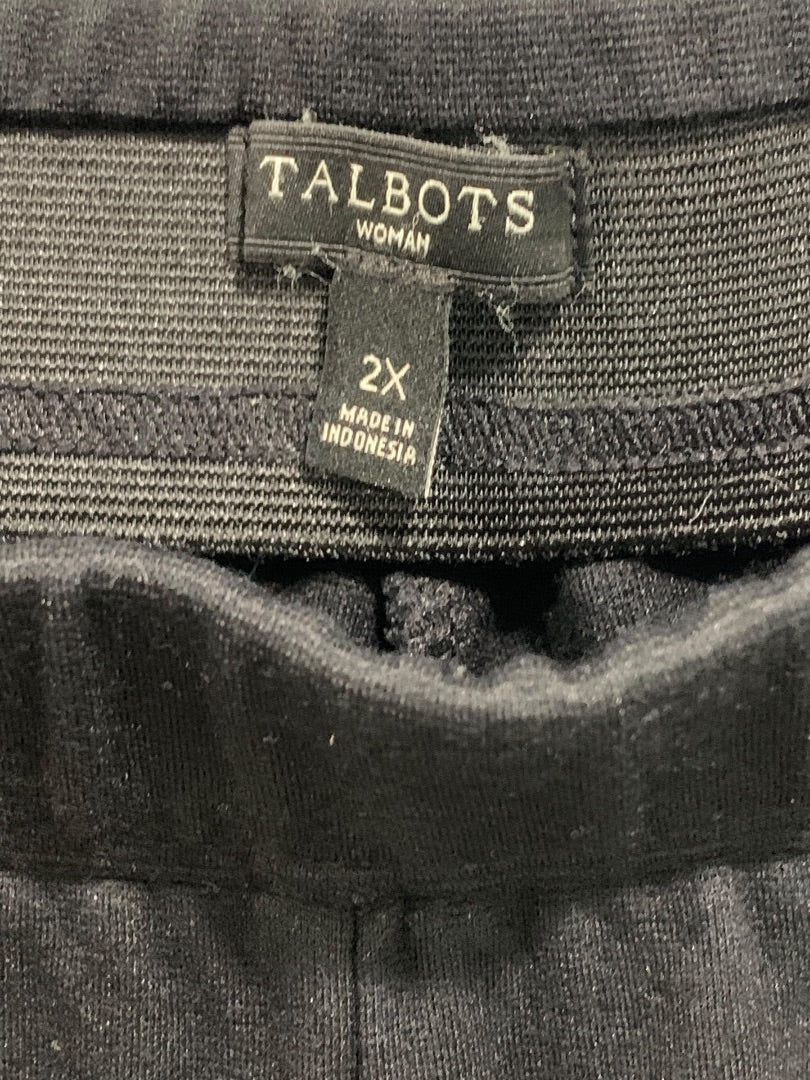 TALBOTS
WOMAN
2X
MADE IN
INDONESIA